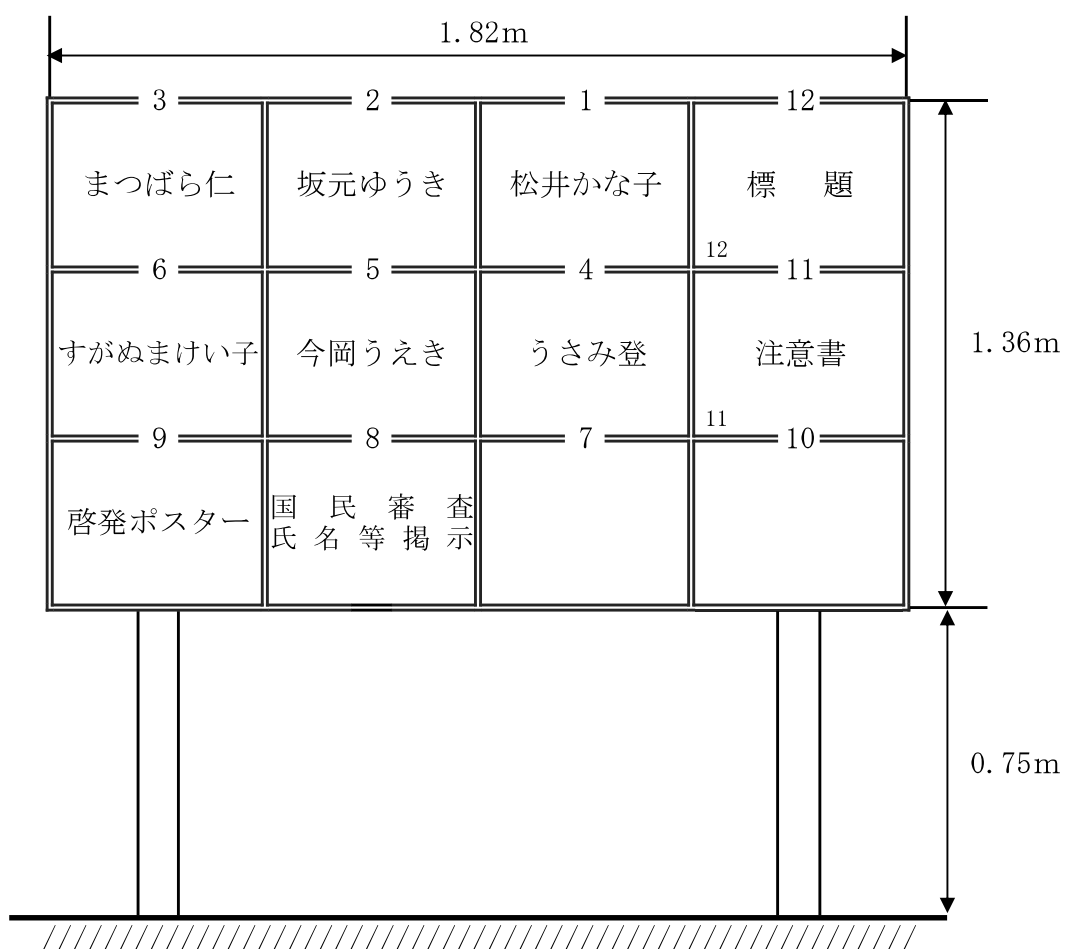 1.82m
3 2 1 12
まつばら仁 坂元ゆうき 松井かな子 標 題
12
6 5 4 11
すがぬまけい子 今岡うえき うさみ登 注意書
11
9 8 7 10
啓発ポスター 国民審査
氏名等掲示
1.36m
0.75m